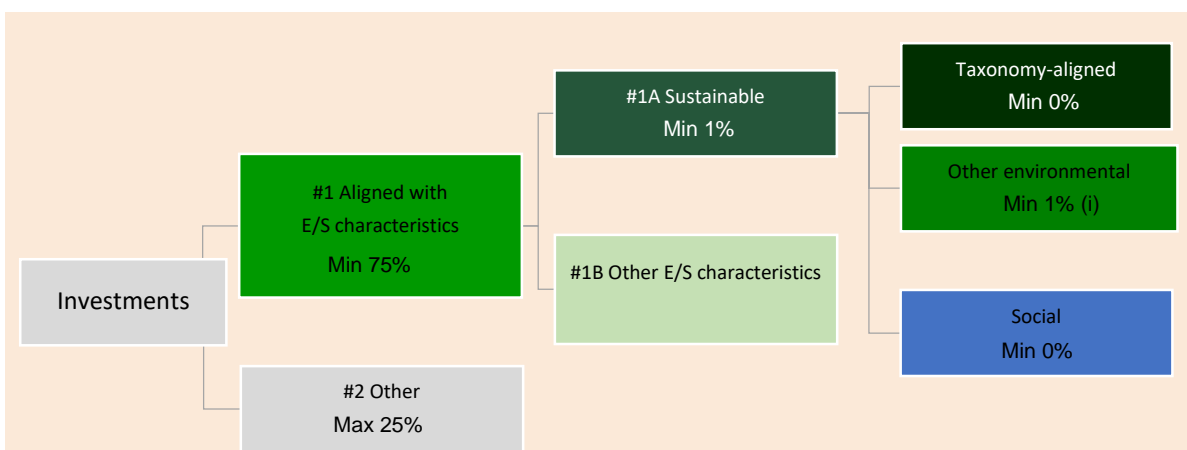 Investments
#1 Aligned with
E/S characteristics
Min 75%
#2 Other
Max 25%
#1A Sustainable
Min 1%
#1B Other E/S characteristics
Taxonomy-aligned
Min 0%
Other environmental
Min 1% (i)
Social
Min 0%